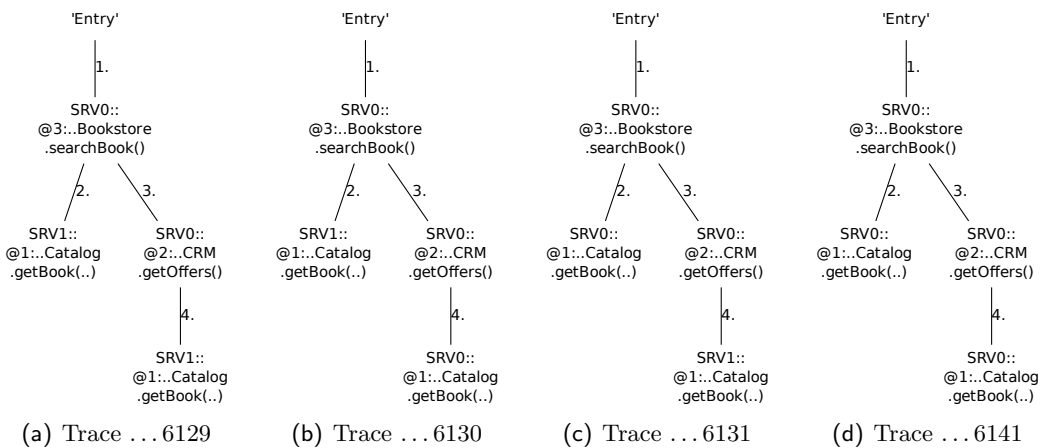 'Entry'
1.
SRV0::
@3:..Bookstore
.searchBook()
2.
3.
SRV1::
@1:..Catalog
.getBook(..)
SRV0::
@2:..CRM
.getOffers()
4.
SRV1::
@1:..Catalog
.getBook(..)
(a) Trace ...6129
'Entry'
1.
SRV0::
@3:..Bookstore
.searchBook()
2.
3.
SRV1::
@1:..Catalog
.getBook(..)
SRV0::
@2:..CRM
.getOffers()
4.
SRV0::
@1:..Catalog
.getBook(..)
(b) Trace ...6130
'Entry'
1.
SRV0::
@3:..Bookstore
.searchBook()
2.
3.
SRV0::
@1:..Catalog
.getBook(..)
SRV0::
@2:..CRM
.getOffers()
4.
SRV1::
@1:..Catalog
.getBook(..)
(c) Trace ...6131
'Entry'
1.
SRV0::
@3:..Bookstore
.searchBook()
2.
3.
SRV0::
@1:..Catalog
.getBook(..)
SRV0::
@2:..CRM
.getOffers()
4.
SRV0::
@1:..Catalog
.getBook(..)
(d) Trace ...6141